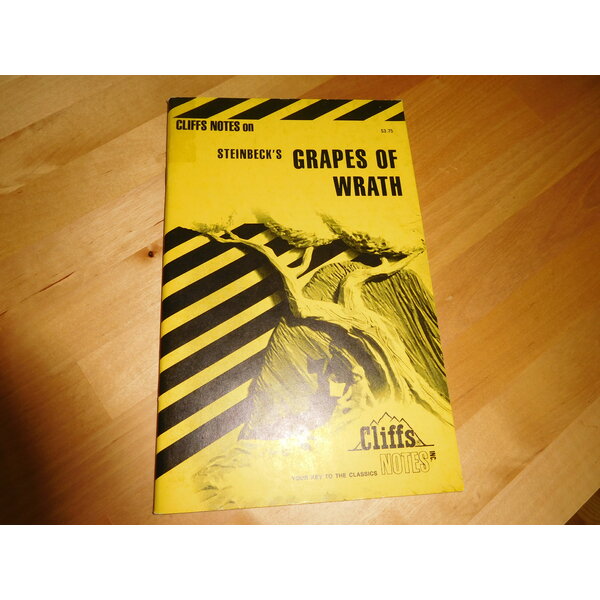 CLIFFS NOTES on
$3.75
STEINBECK'S GRAPES OF
WRATH
Cliffs
NOTES INC.
YOUR KEY TO THE CLASSICS